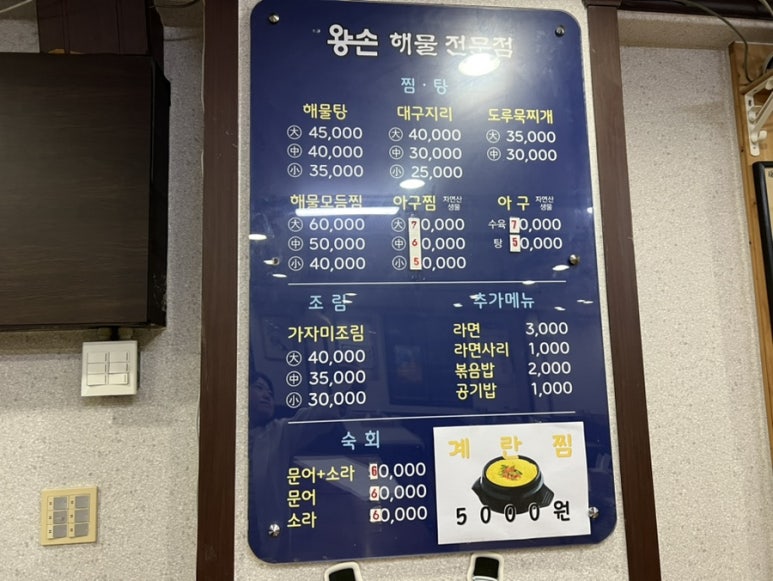 왕손 해물 전문점
찜 · 탕
해물탕
大 45,000
中 40,000
小 35,000
대구지리
大 40,000
中 30,000
小 25,000
도루묵찌개
大 35,000
中 30,000
해물모듬찜
大 60,000
中 50,000
小 40,000
아구찜 자연산 생물
大 70,000
中 60,000
小 50,000
아구 자연산 생물
수육 70,000
탕 50,000
조림
가자미조림
大 40,000
中 35,000
小 30,000
추가메뉴
라면 3,000
라면사리 1,000
볶음밥 2,000
공기밥 1,000
숙회
문어+소라 60,000
문어 60,000
소라 60,000
계란찜
5000원